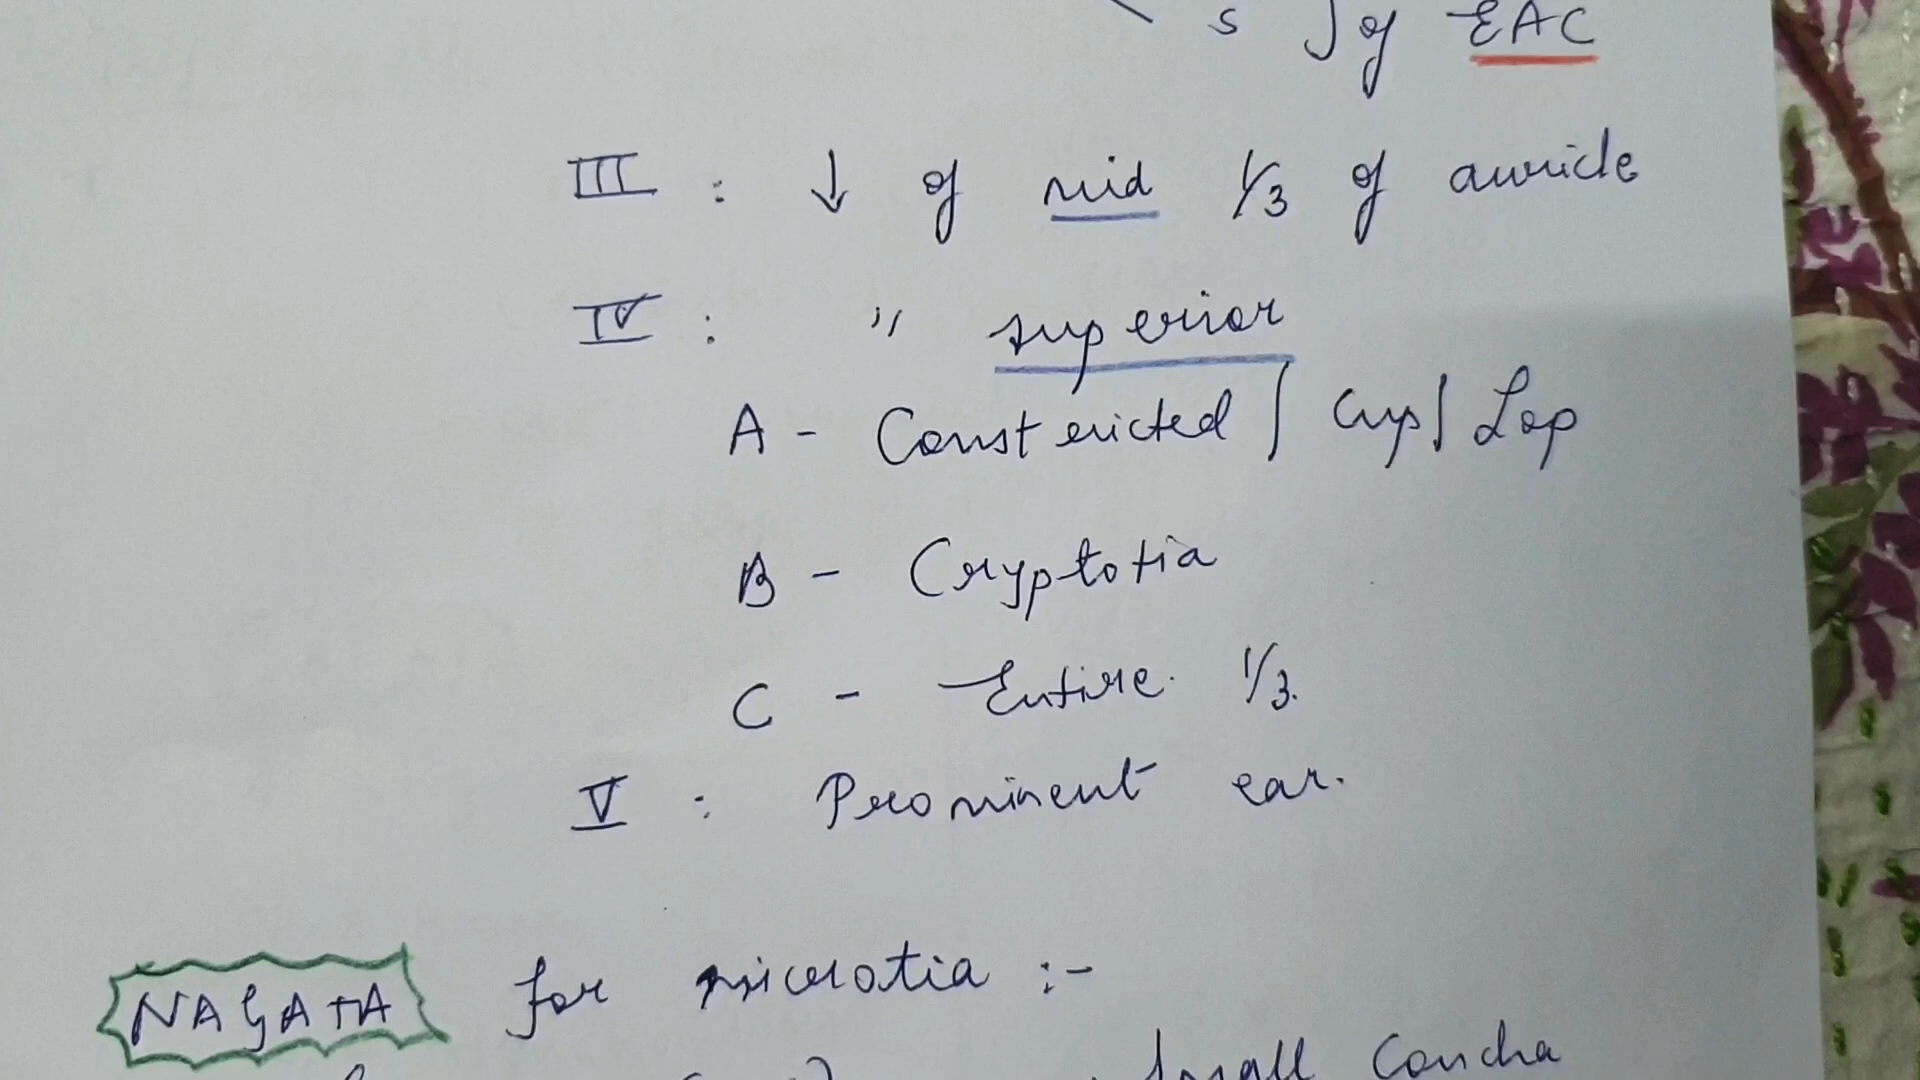 s of EAC
III : ↓ of mid 1/3 of auricle
IV : " superior
A - Constricted / Cup / Lop
B - Cryptotia
C - Entire 1/3.
V : Prominent ear.
NAGATA for microtia :-
Small Concha